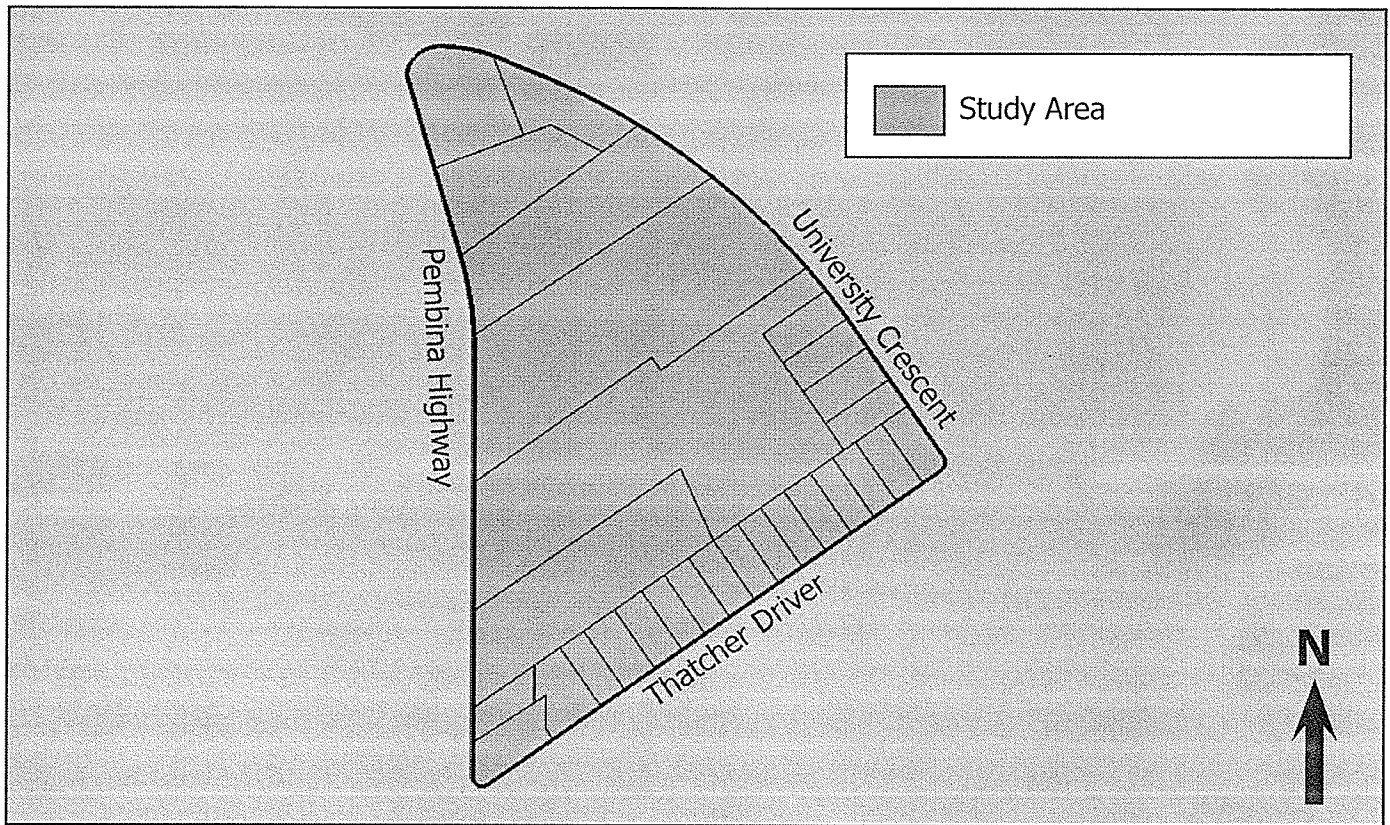 Study Area
University Crescent
Pembina Highway
Thatcher Driver
N